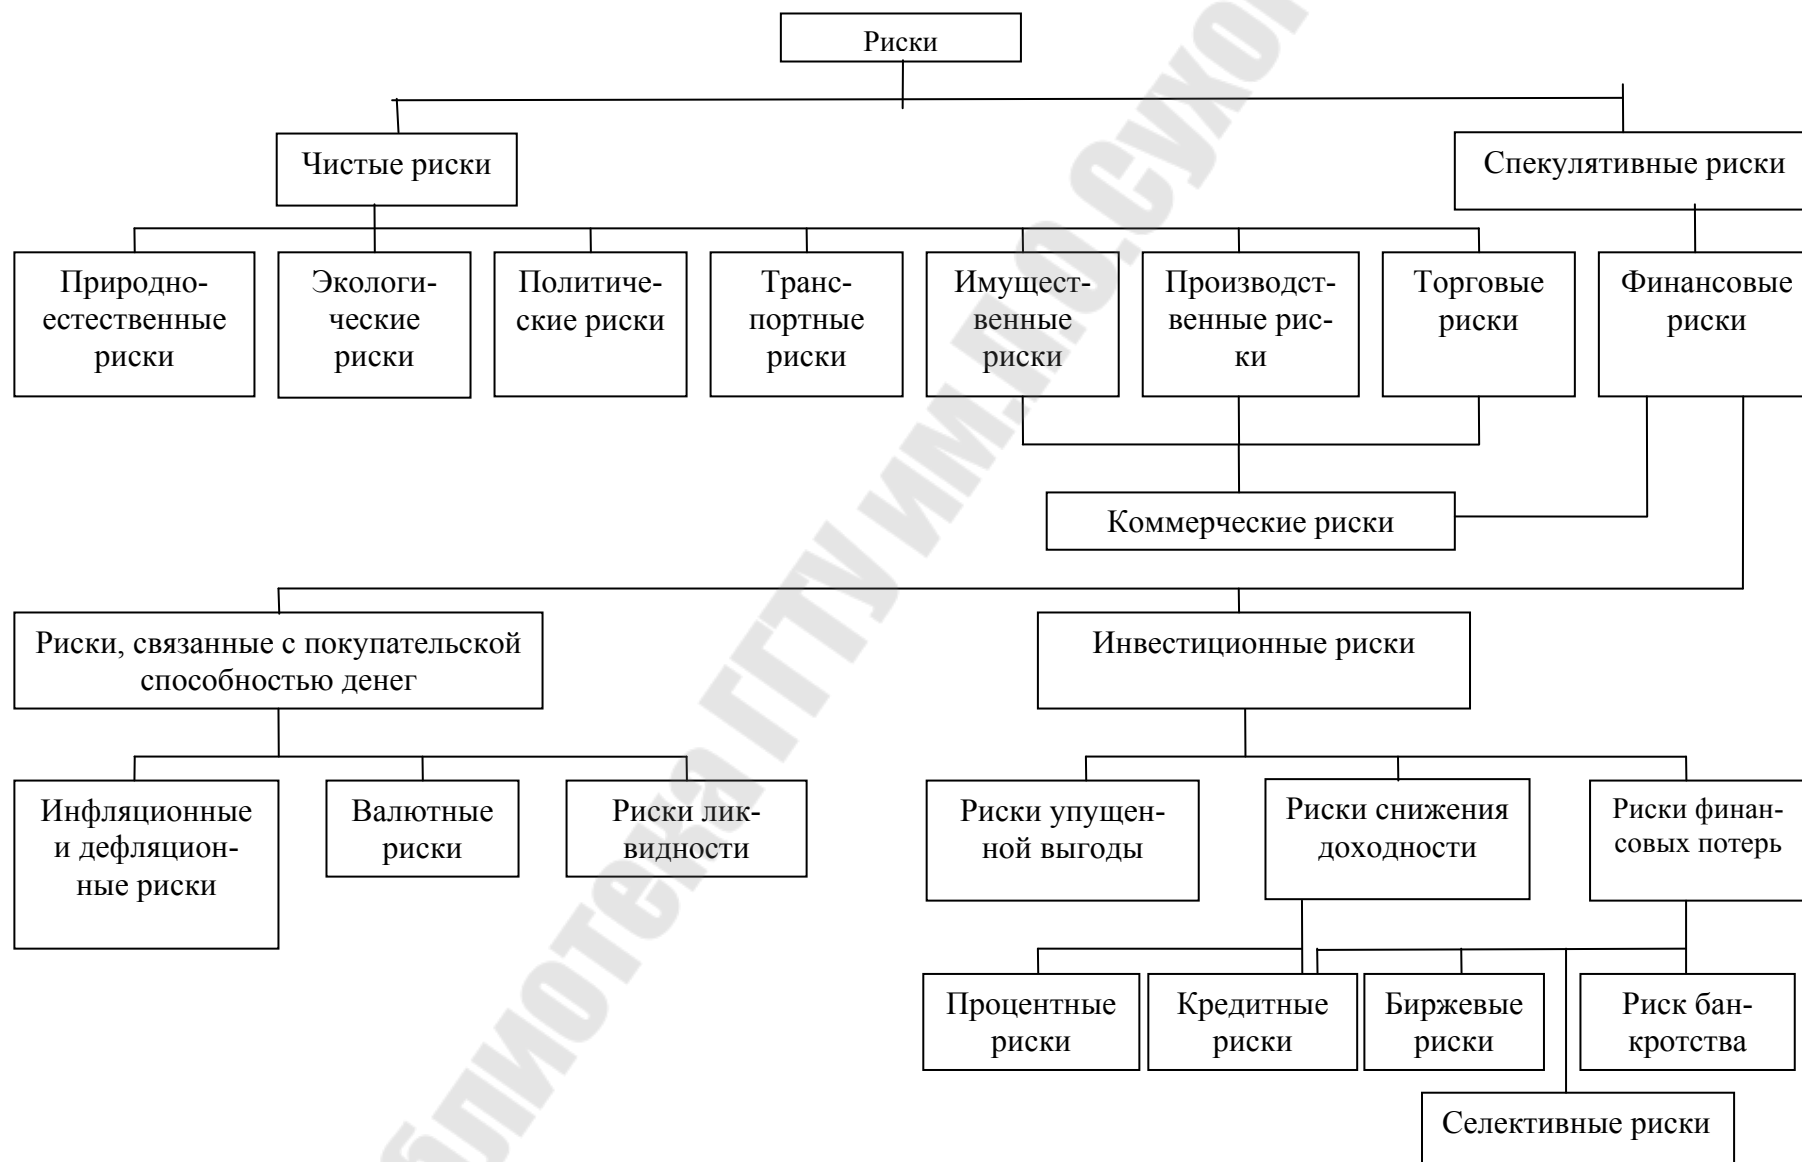 Риски
Чистые риски
Спекулятивные риски
Природно-
естественные
риски
Экологи-
ческие
риски
Политиче-
ские риски
Транс-
портные
риски
Имущест-
венные
риски
Производст-
венные рис-
ки
Торговые
риски
Финансовые
риски
Коммерческие риски
Риски, связанные с покупательской
способностью денег
Инвестиционные риски
Инфляционные
и дефляцион-
ные риски
Валютные
риски
Риски лик-
видности
Риски упущен-
ной выгоды
Риски снижения
доходности
Риски финан-
совых потерь
Процентные
риски
Кредитные
риски
Биржевые
риски
Риск бан-
кротства
Селективные риски
ГГТУ им.П.О.Сухо